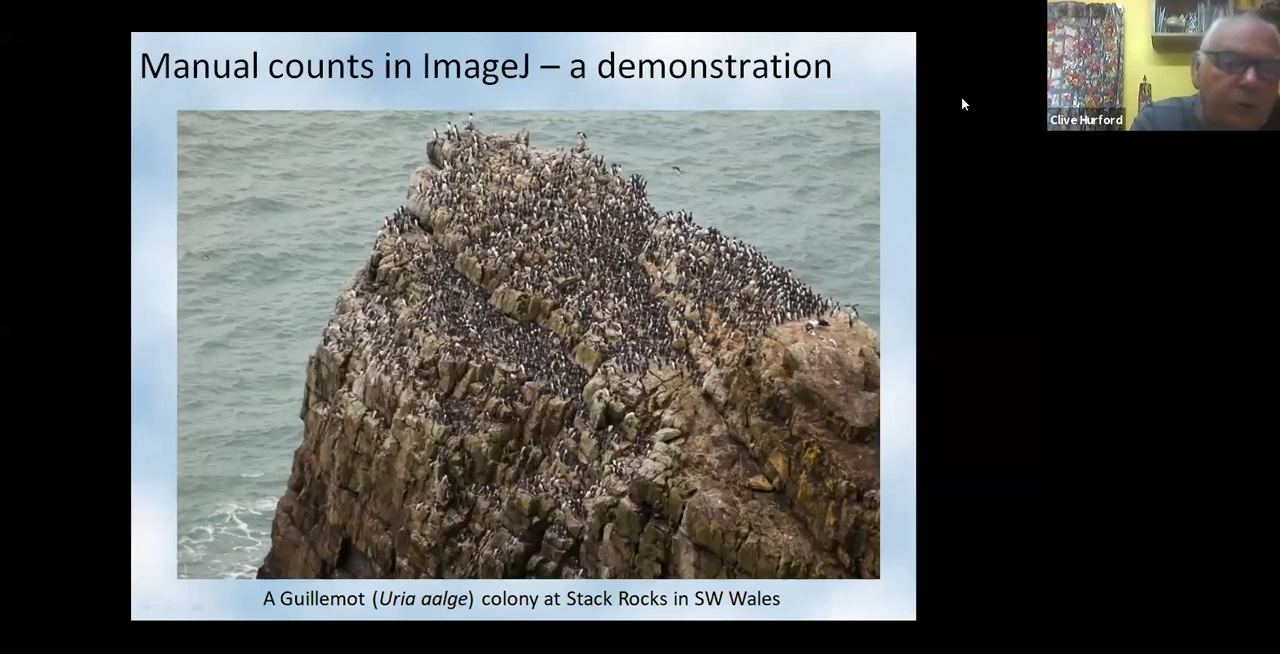 Manual counts in ImageJ – a demonstration
Clive Hurford
A Guillemot (Uria aalge) colony at Stack Rocks in SW Wales